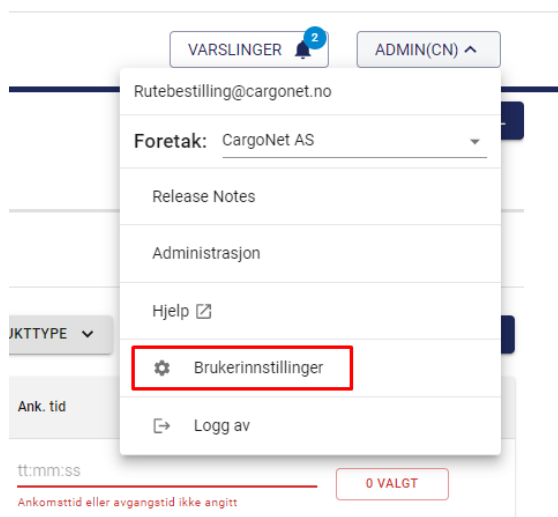 VARSLINGER 2 ADMIN(CN)
Rutebestilling@cargonet.no
Foretak: CargoNet AS
Release Notes
Administrasjon
Hjelp
JKTTYPE
Brukerinnstillinger
Ank. tid
Logg av
tt:mm:ss
0 VALGT
Ankomsttid eller avgangstid ikke angitt